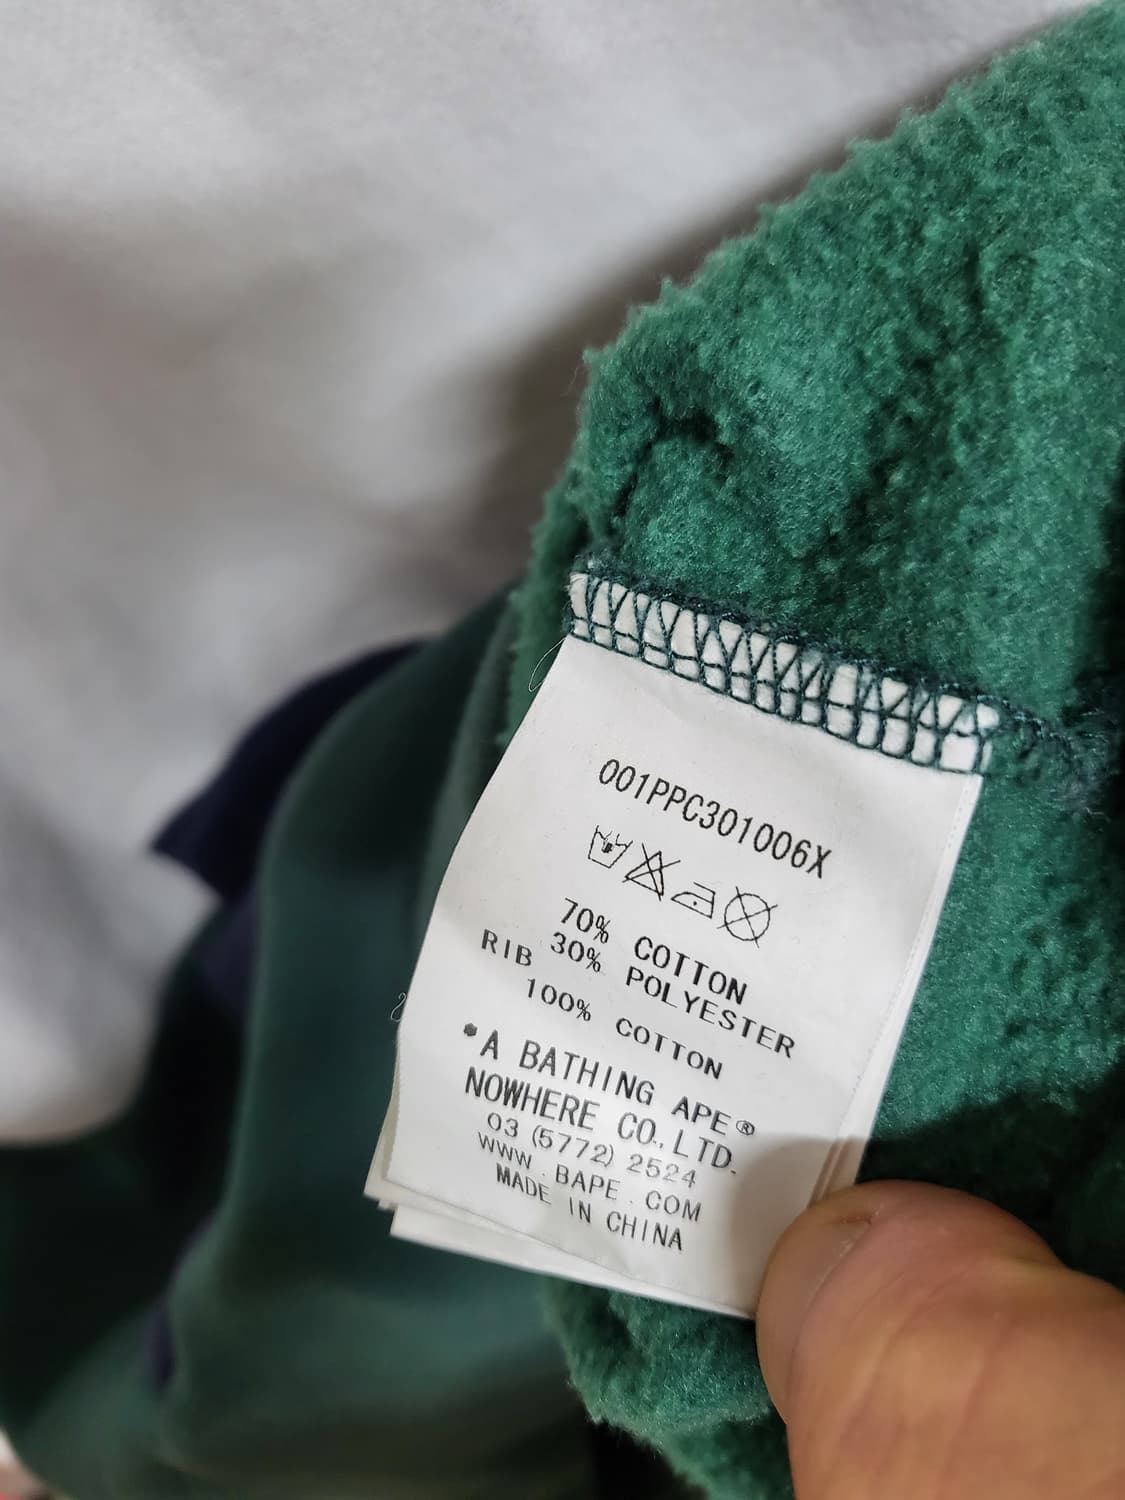 001PPC301006X
70% COTTON
30% POLYESTER
RIB
100% COTTON
*A BATHING APE®
NOWHERE CO., LTD.
03 (5772) 2524
WWW . BAPE . COM
MADE IN CHINA